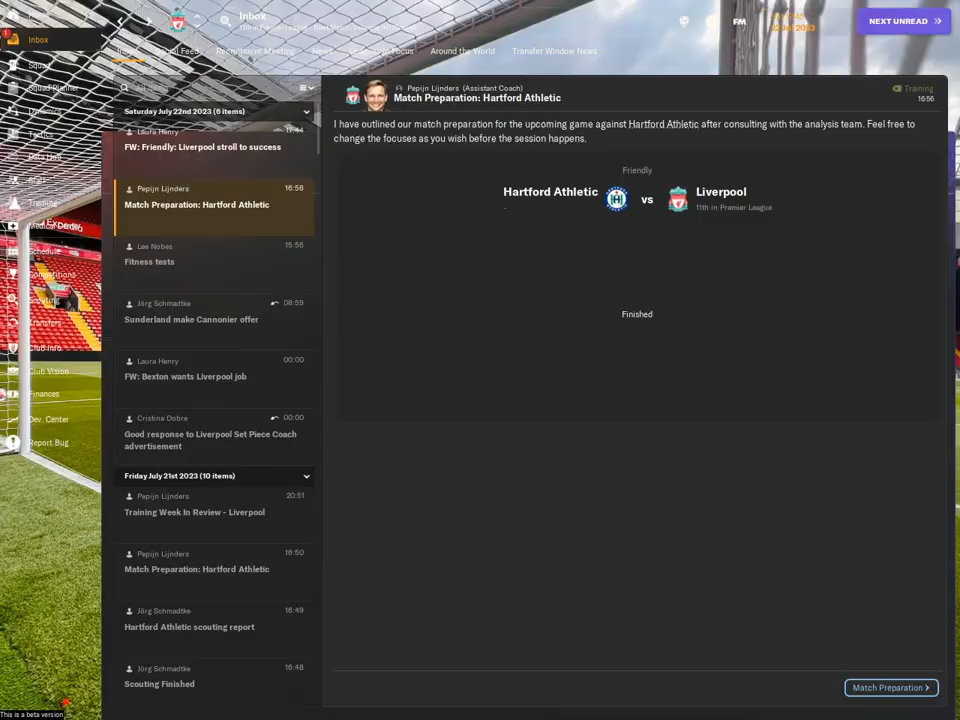 Inbox
FM
NEXT UNREAD
Inbox
Recruitment Meeting
News
Around the World
Transfer Window News
Squad
Squad Planner
Tactics
Data Hub
Training
Schedule
Competitions
Scouting
Transfers
Club Info
Club Vision
Finances
Dev. Center
Report Bug
This is a beta version
All Items
Saturday July 22nd 2023 (6 items)
Laura Henry 17:44
FW: Friendly: Liverpool stroll to success
Pepijn Lijnders 16:56
Match Preparation: Hartford Athletic
Lee Nobes 15:56
Fitness tests
Jörg Schmadtke 08:59
Sunderland make Cannonier offer
Laura Henry 00:00
FW: Bexton wants Liverpool job
Cristina Dobre 00:00
Good response to Liverpool Set Piece Coach
advertisement
Friday July 21st 2023 (10 items)
Pepijn Lijnders 20:51
Training Week In Review - Liverpool
Pepijn Lijnders 16:50
Match Preparation: Hartford Athletic
Jörg Schmadtke 16:49
Hartford Athletic scouting report
Jörg Schmadtke 16:48
Scouting Finished
Pepijn Lijnders (Assistant Coach)
Match Preparation: Hartford Athletic
Training
16:56
I have outlined our match preparation for the upcoming game against Hartford Athletic after consulting with the analysis team. Feel free to
change the focuses as you wish before the session happens.
Friendly
Hartford Athletic vs Liverpool
- 11th in Premier League
Finished
Match Preparation >